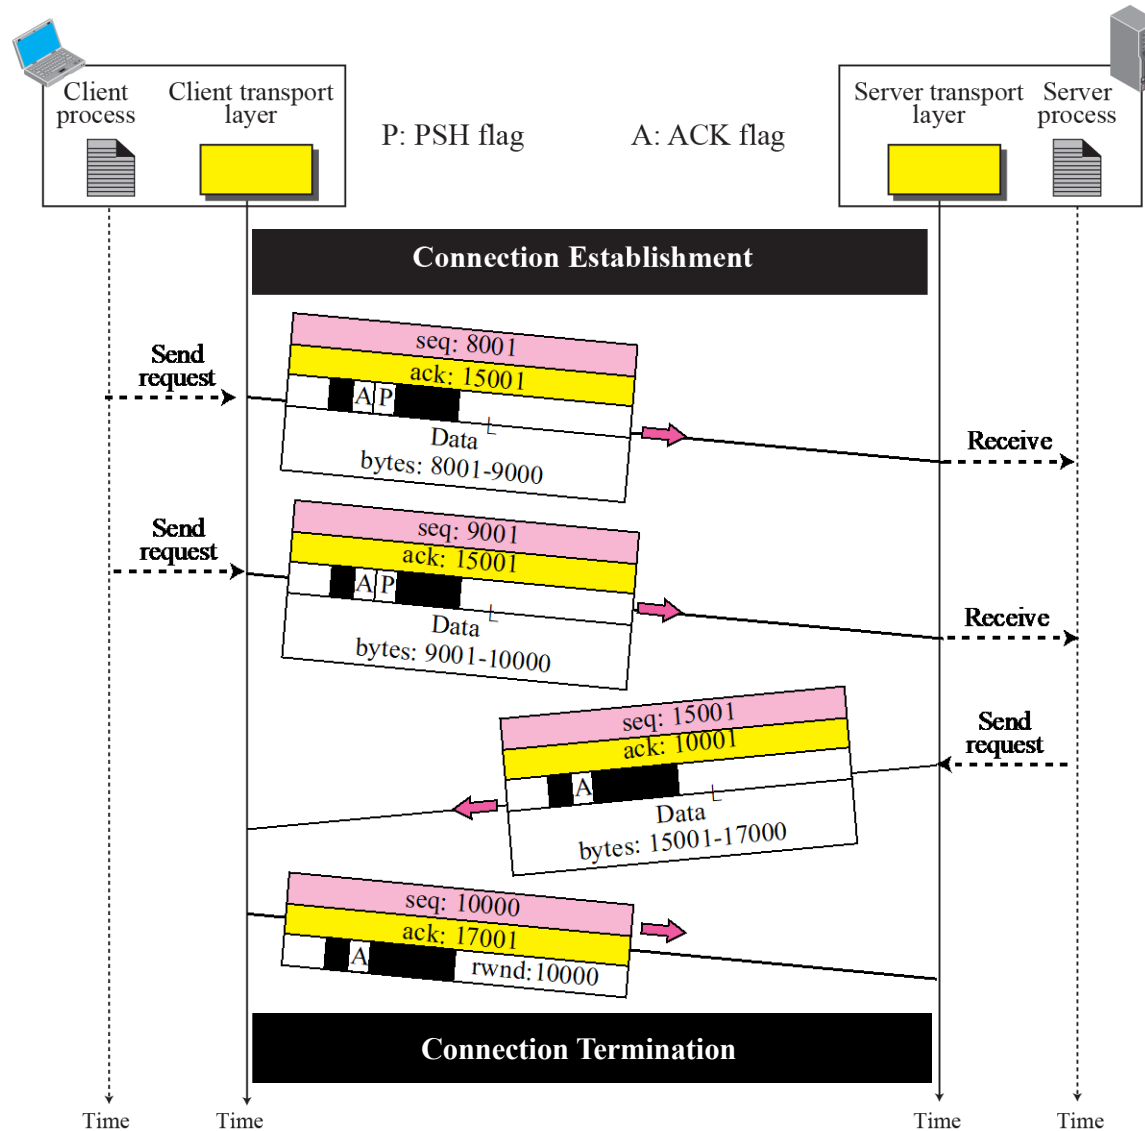 Client
process
Client transport
layer
P: PSH flag
A: ACK flag
Server transport
layer
Server
process
Connection Establishment
Send
request
seq: 8001
ack: 15001
A P
Data
bytes: 8001-9000
Receive
Send
request
seq: 9001
ack: 15001
A P
Data
bytes: 9001-10000
Receive
Send
request
seq: 15001
ack: 10001
A
Data
bytes: 15001-17000
seq: 10000
ack: 17001
A
rwnd:10000
Connection Termination
Time
Time
Time
Time